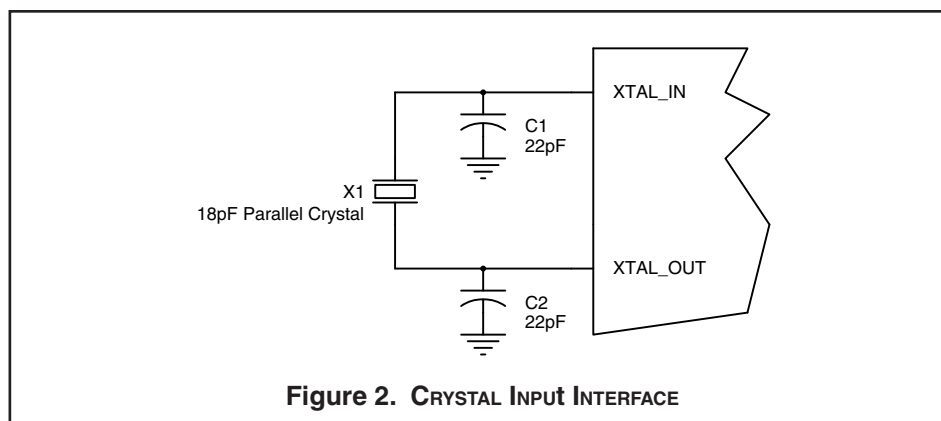 XTAL_IN
C1
22pF
X1
18pF Parallel Crystal
XTAL_OUT
C2
22pF
Figure 2. CRYSTAL INPUt INTERFACE